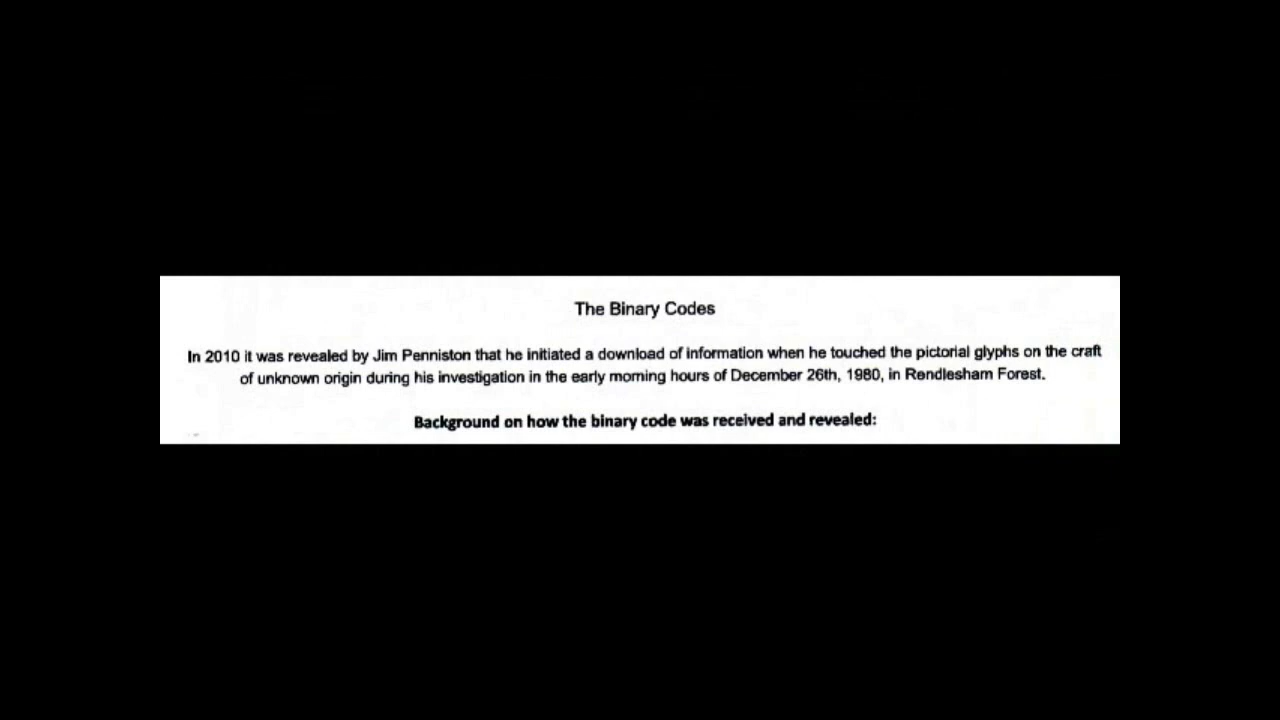 The Binary Codes
In 2010 it was revealed by Jim Penniston that he initiated a download of information when he touched the pictorial glyphs on the craft
of unknown origin during his investigation in the early morning hours of December 26th, 1980, in Rendlesham Forest.
Background on how the binary code was received and revealed: